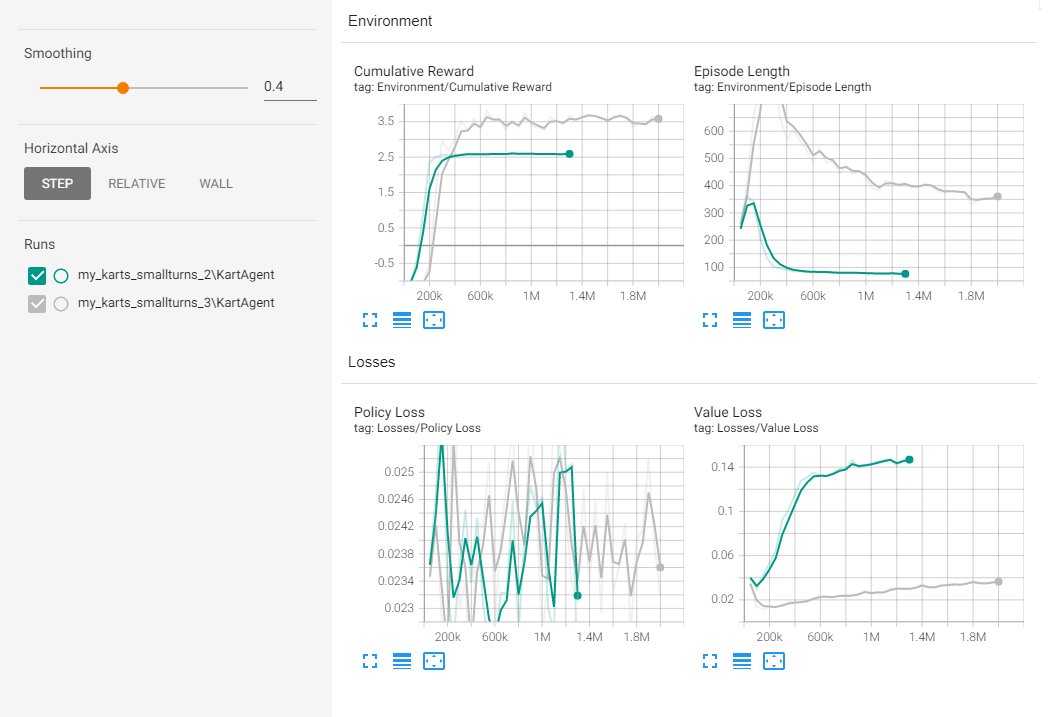 Smoothing
0.4
Horizontal Axis
STEP RELATIVE WALL
Runs
my_karts_smallturns_2\KartAgent
my_karts_smallturns_3\KartAgent
Environment
Cumulative Reward
tag: Environment/Cumulative Reward
3.5
2.5
1.5
0.5
-0.5
200k 600k 1M 1.4M 1.8M
Episode Length
tag: Environment/Episode Length
600
500
400
300
200
100
200k 600k 1M 1.4M 1.8M
Losses
Policy Loss
tag: Losses/Policy Loss
0.025
0.0246
0.0242
0.0238
0.0234
0.023
200k 600k 1M 1.4M 1.8M
Value Loss
tag: Losses/Value Loss
0.14
0.1
0.06
0.02
200k 600k 1M 1.4M 1.8M